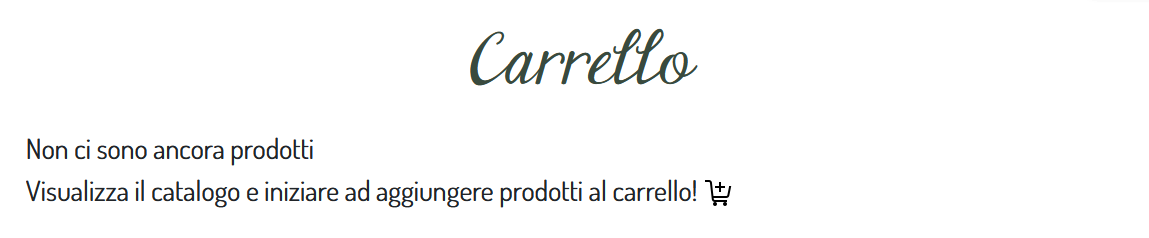 Carrello
Non ci sono ancora prodotti
Visualizza il catalogo e iniziare ad aggiungere prodotti al carrello!